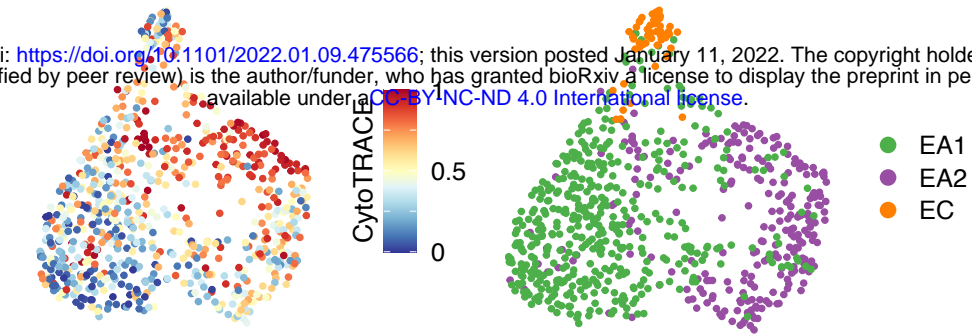 i: https://doi.org/10.1101/2022.01.09.475566; this version posted January 11, 2022. The copyright holde
fied by peer review) is the author/funder, who has granted bioRxiv a license to display the preprint in pe
available under aCC-BY-NC-ND 4.0 International license.
CytoTRACE
1
0.5
0
EA1
EA2
EC